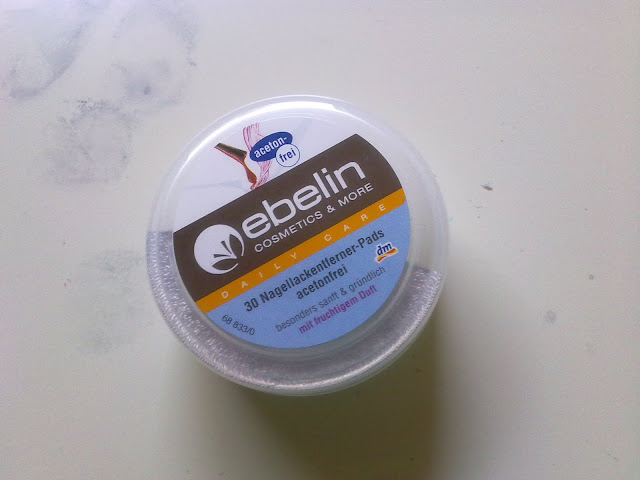 aceton-
frei
ebelin
COSMETICS & MORE
DAILY CARE
30 Nagellackentferner-Pads
acetonfrei
dm
besonders sanft & gründlich
mit fruchtigem Duft
68 833/0